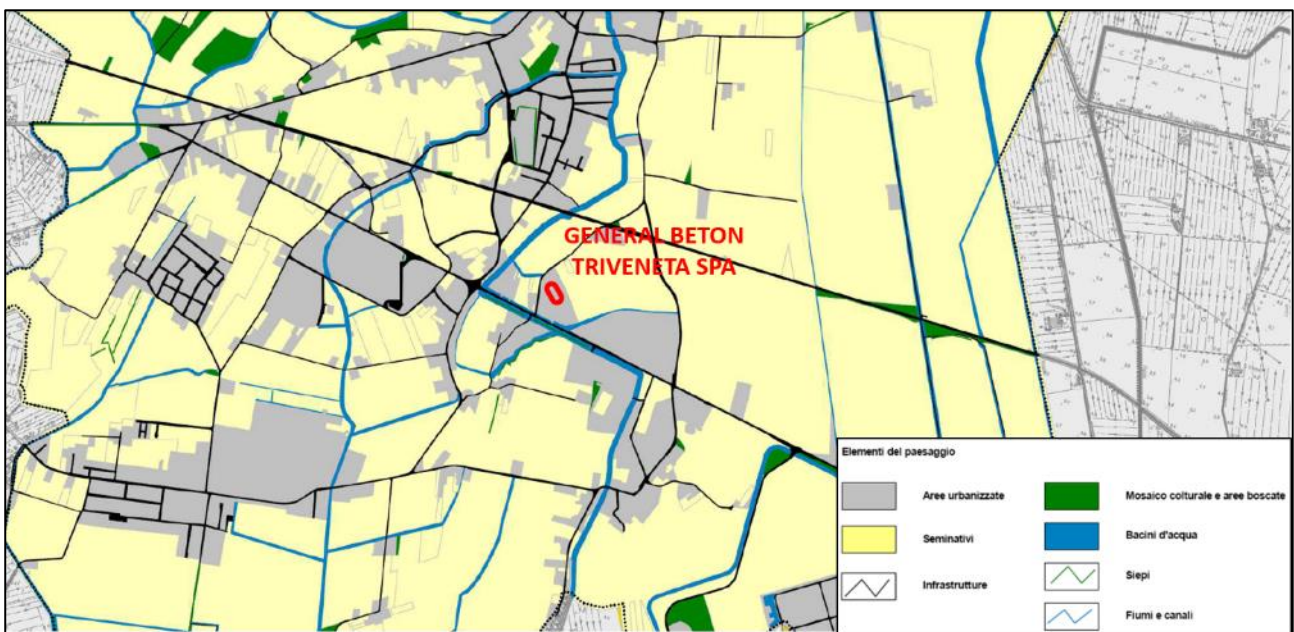 GENERAL BETON
TRIVENETA SPA
Elementi del paesaggio
Aree urbanizzate
Seminativi
Infrastrutture
Mosaico colturale e aree boscate
Bacini d'acqua
Siepi
Fiumi e canali